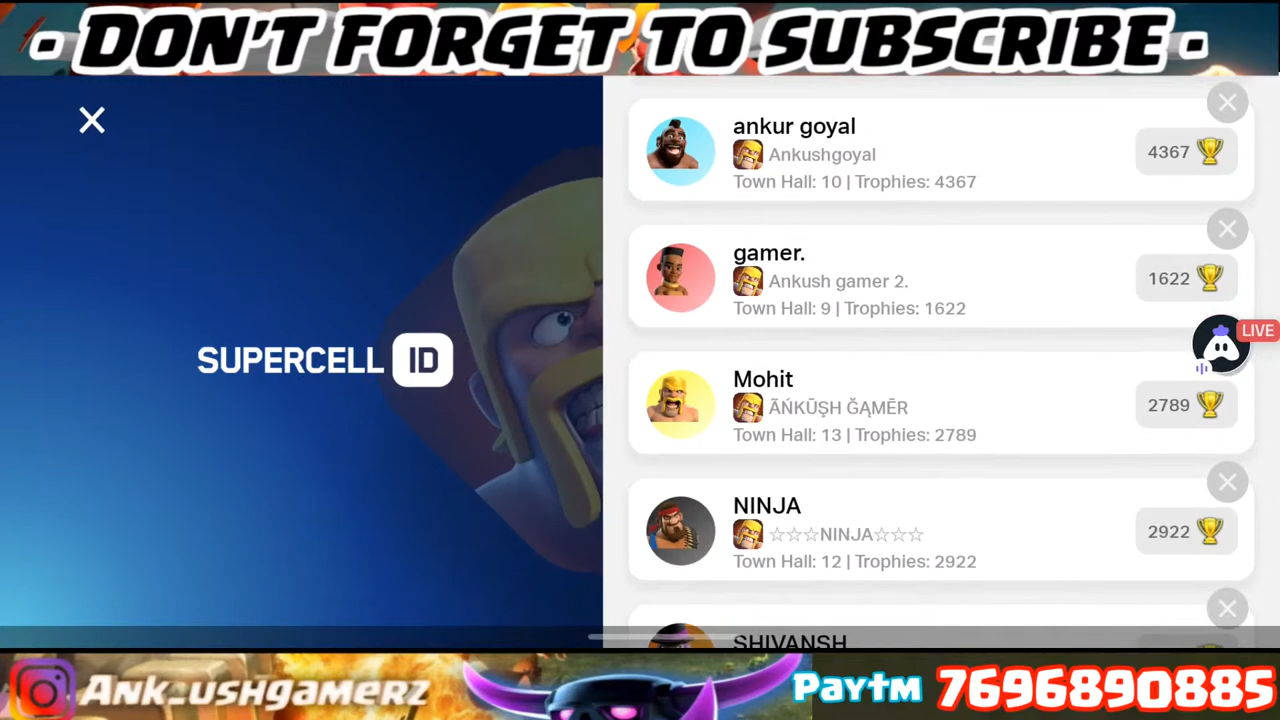 - DON'T FORGET TO SUBSCRIBE -
ankur goyal
Ankushgoyal
Town Hall: 10 | Trophies: 4367
4367
gamer.
Ankush gamer 2.
Town Hall: 9 | Trophies: 1622
1622
LIVE
SUPERCELL ID
Mohit
ÃŃKŪŞH ĞĄMĒR
Town Hall: 13 | Trophies: 2789
2789
NINJA
☆☆☆NINJA☆☆☆
Town Hall: 12 | Trophies: 2922
2922
SHIVANSH
Ank_ushgamerz
Paytm 7696890885